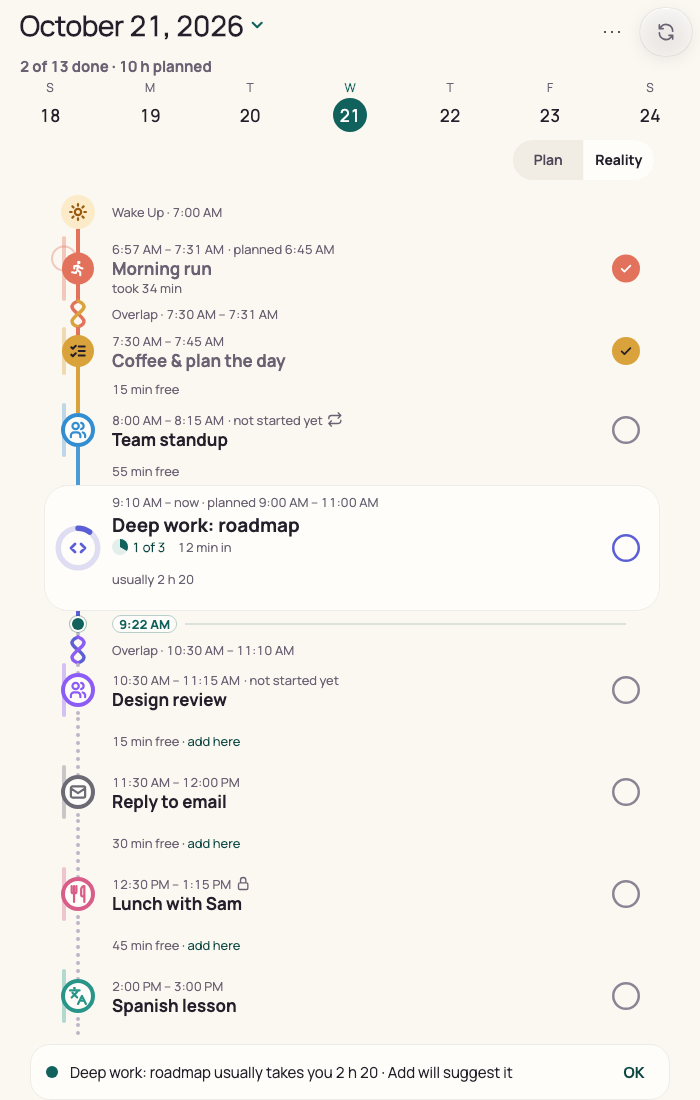 October 21, 2026
...
2 of 13 done · 10 h planned
S M T W T F S
18 19 20 21 22 23 24
Plan Reality
Wake Up · 7:00 AM
6:57 AM – 7:31 AM · planned 6:45 AM
Morning run
took 34 min
Overlap · 7:30 AM – 7:31 AM
7:30 AM – 7:45 AM
Coffee & plan the day
15 min free
8:00 AM – 8:15 AM · not started yet
Team standup
55 min free
9:10 AM – now · planned 9:00 AM – 11:00 AM
Deep work: roadmap
1 of 3 12 min in
usually 2 h 20
9:22 AM
Overlap · 10:30 AM – 11:10 AM
10:30 AM – 11:15 AM · not started yet
Design review
15 min free · add here
11:30 AM – 12:00 PM
Reply to email
30 min free · add here
12:30 PM – 1:15 PM
Lunch with Sam
45 min free · add here
2:00 PM – 3:00 PM
Spanish lesson
Deep work: roadmap usually takes you 2 h 20 · Add will suggest it OK